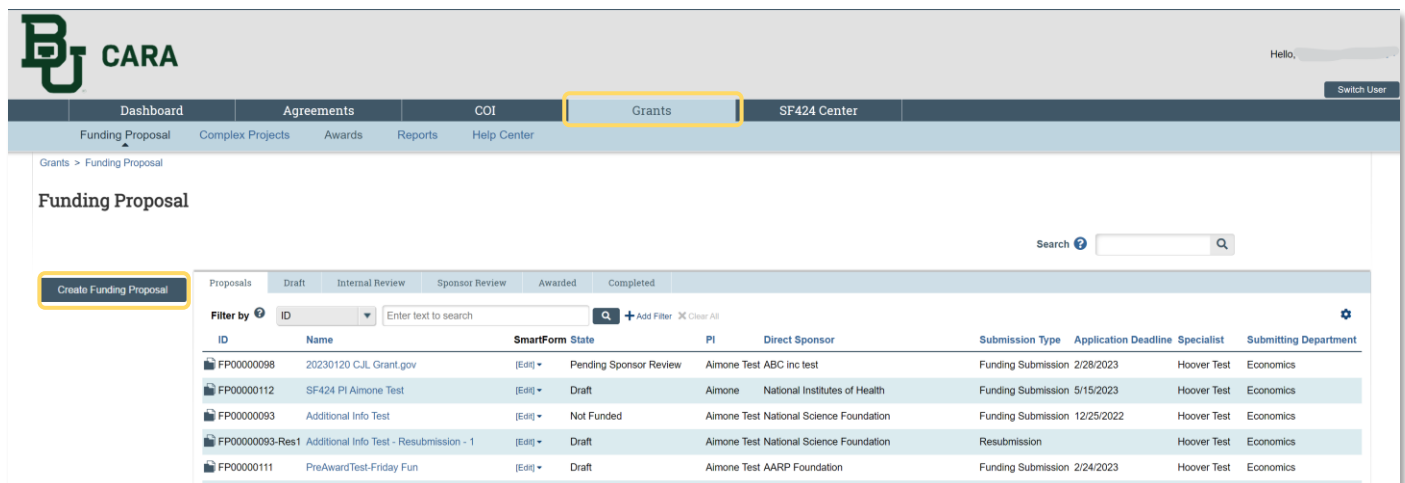 BU CARA
Hello,
Switch User
Dashboard Agreements COI Grants SF424 Center
Funding Proposal Complex Projects Awards Reports Help Center
Grants > Funding Proposal
Funding Proposal
Search ?
Create Funding Proposal
Proposals Draft Internal Review Sponsor Review Awarded Completed
Filter by ? ID Enter text to search + Add Filter ✕ Clear All
ID Name SmartForm State PI Direct Sponsor Submission Type Application Deadline Specialist Submitting Department
FP00000098 20230120 CJL Grant.gov [Edit] Pending Sponsor Review Aimone Test ABC inc test Funding Submission 2/28/2023 Hoover Test Economics
FP00000112 SF424 PI Aimone Test [Edit] Draft Aimone National Institutes of Health Funding Submission 5/15/2023 Hoover Test Economics
FP00000093 Additional Info Test [Edit] Not Funded Aimone Test National Science Foundation Funding Submission 12/25/2022 Hoover Test Economics
FP00000093-Res1 Additional Info Test - Resubmission - 1 [Edit] Draft Aimone Test National Science Foundation Resubmission Hoover Test Economics
FP00000111 PreAwardTest-Friday Fun [Edit] Draft Aimone Test AARP Foundation Funding Submission 2/24/2023 Hoover Test Economics